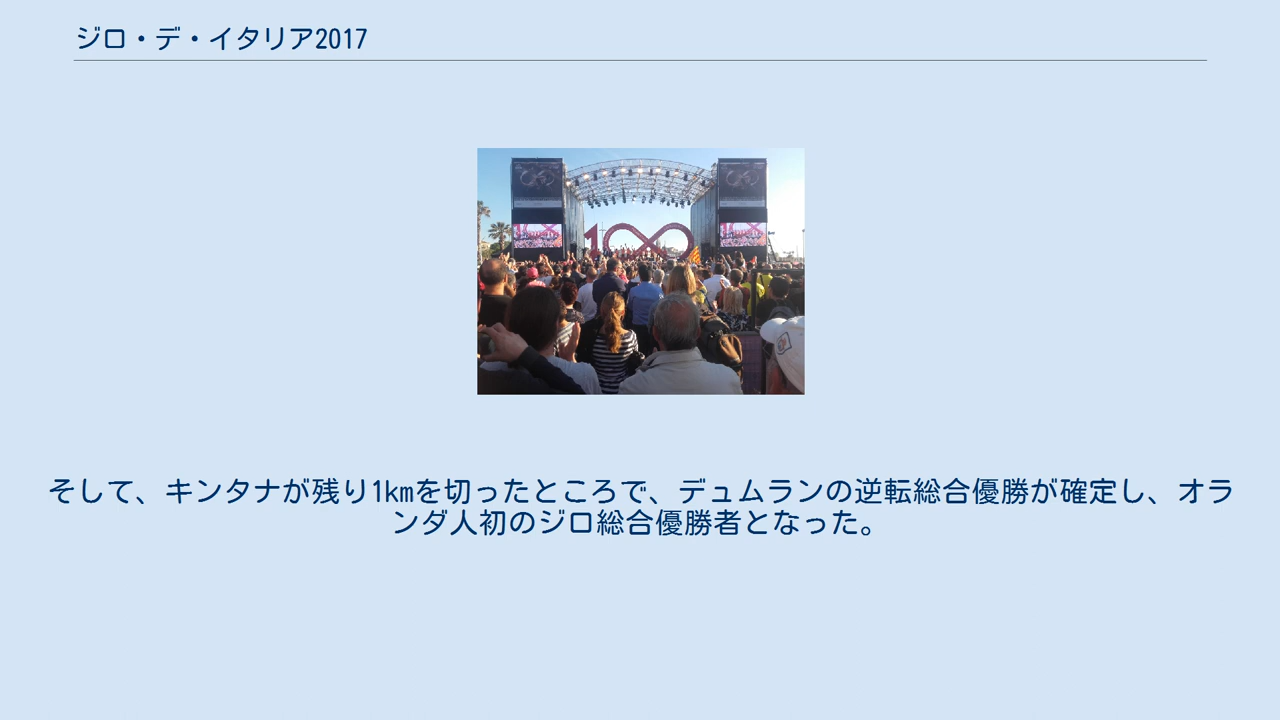 ジロ・デ・イタリア2017
100
そして、キンタナが残り1kmを切ったところで、デュムランの逆転総合優勝が確定し、オラ
ンダ人初のジロ総合優勝者となった。